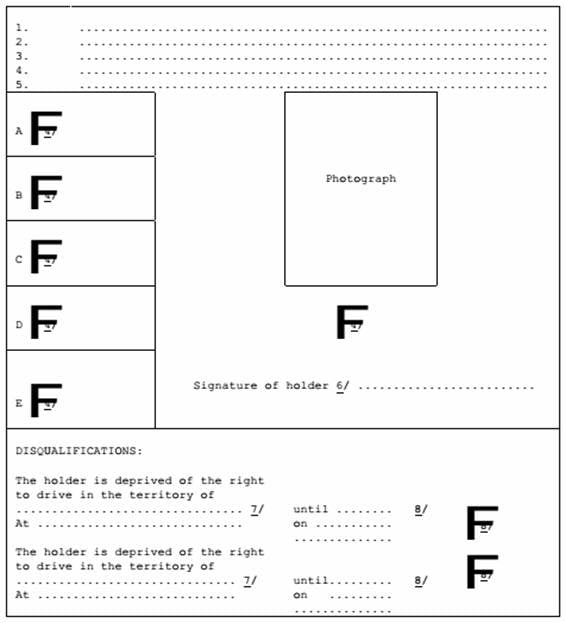 1. ..................................................................
2. ..................................................................
3. ..................................................................
4. ..................................................................
5. ..................................................................
A F 4/
B F 4/
Photograph
C F 4/
D F 4/
F 4/
Signature of holder 6/ .........................
E F 4/
DISQUALIFICATIONS:
The holder is deprived of the right
to drive in the territory of
................................ 7/ until ........ 8/
At ............................. on ...........
..............
F 8/
The holder is deprived of the right
to drive in the territory of
F 8/
............................... 7/ until......... 8/
At ............................ on .........
..............